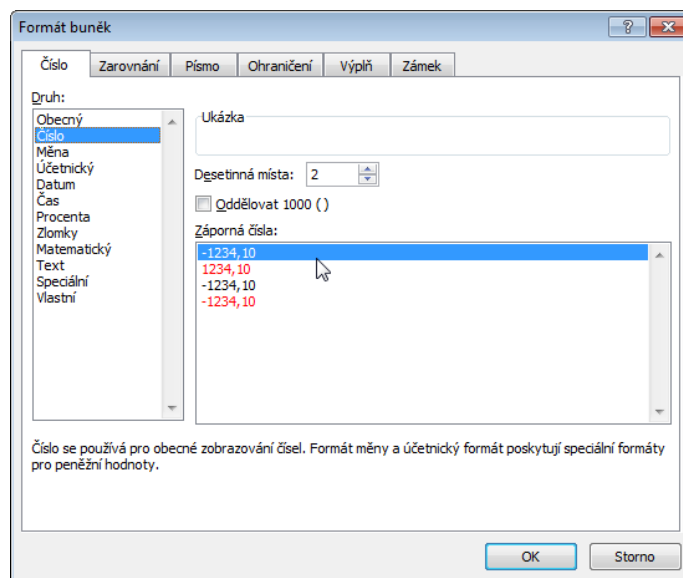 Formát buněk
Číslo Zarovnání Písmo Ohraničení Výplň Zámek
Druh:
Obecný
Číslo
Měna
Účetnický
Datum
Čas
Procenta
Zlomky
Matematický
Text
Speciální
Vlastní
Ukázka
Desetinná místa: 2
Oddělovat 1000 ( )
Záporná čísla:
-1234,10
1234,10
-1234,10
-1234,10
Číslo se používá pro obecné zobrazování čísel. Formát měny a účetnický formát poskytují speciální formáty
pro peněžní hodnoty.
OK Storno